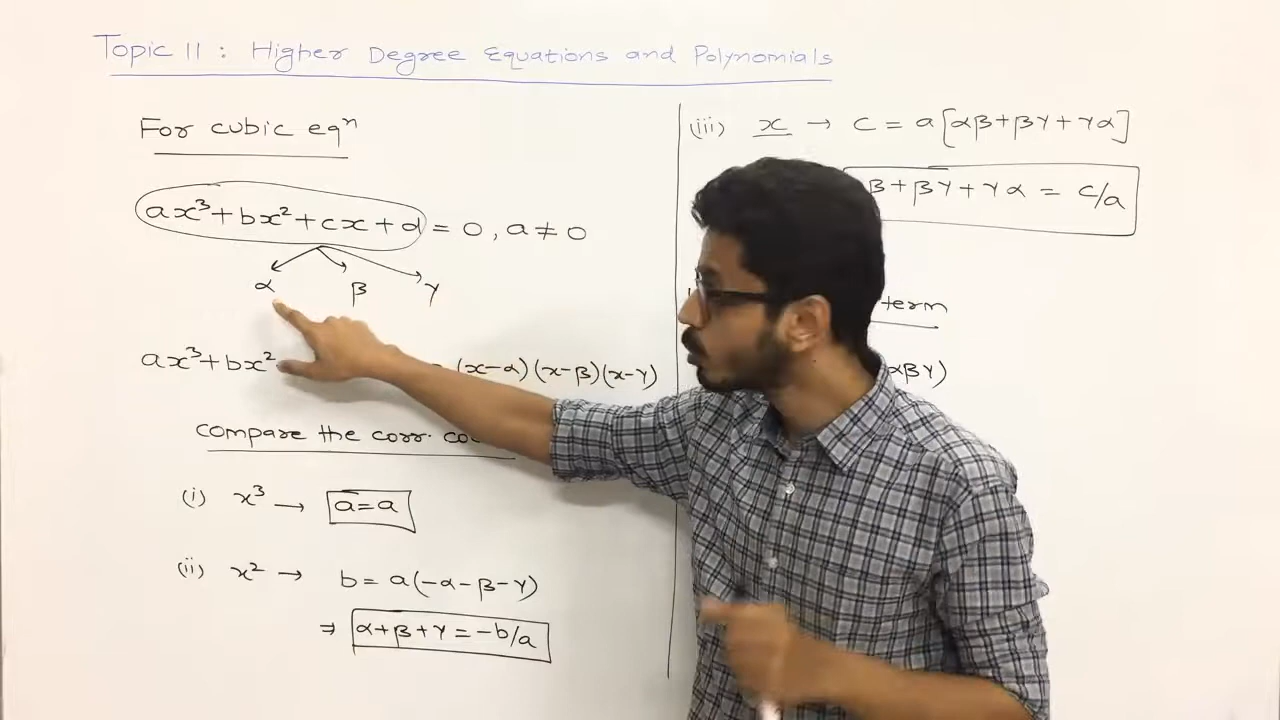 Topic 11 : Higher Degree Equations and Polynomials
For cubic eqⁿ
ax³+bx²+cx+d = 0, a ≠ 0
α β γ
ax³+bx² = (x-α)(x-β)(x-γ)
compare the corr.
(i) x³ → a=a
(ii) x² → b = a(-α-β-γ)
⇒ α+β+γ = -b/a
(iii) x → c = a[αβ+βγ+γα]
β+βγ+γα = c/a
term
αβγ)